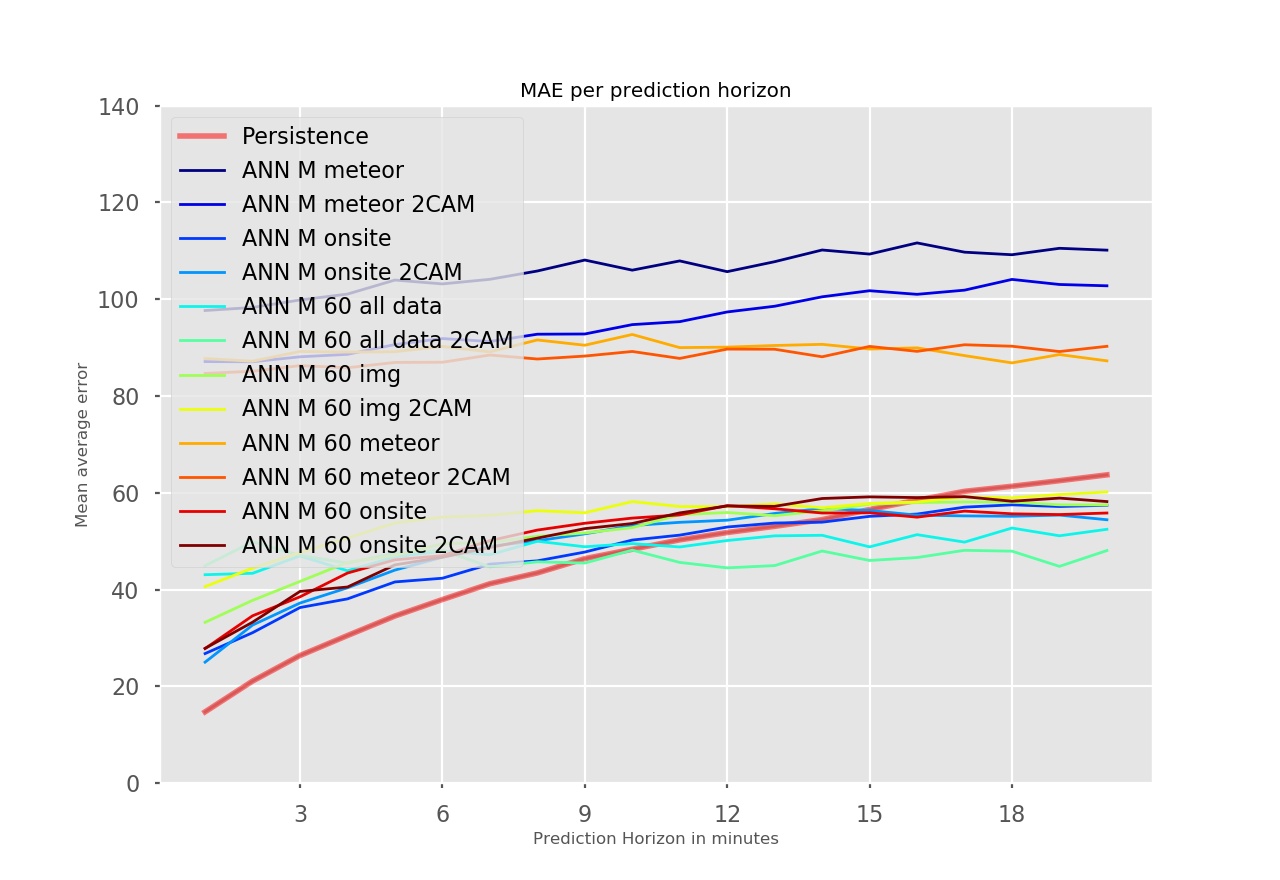 MAE per prediction horizon
140
120
100
80
60
40
20
0
Mean average error
Persistence
ANN M meteor
ANN M meteor 2CAM
ANN M onsite
ANN M onsite 2CAM
ANN M 60 all data
ANN M 60 all data 2CAM
ANN M 60 img
ANN M 60 img 2CAM
ANN M 60 meteor
ANN M 60 meteor 2CAM
ANN M 60 onsite
ANN M 60 onsite 2CAM
3 6 9 12 15 18
Prediction Horizon in minutes